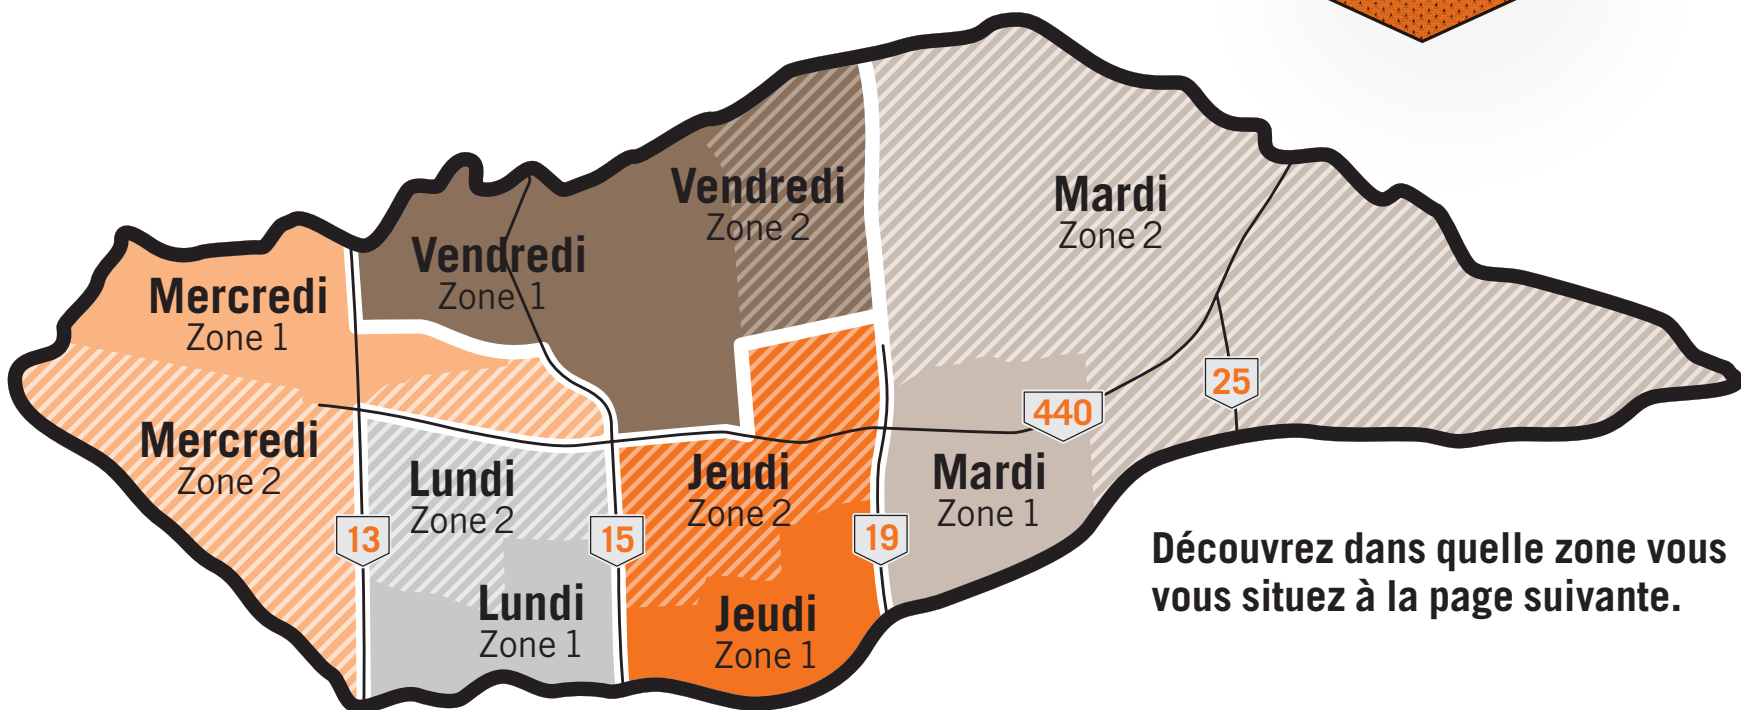 Vendredi
Zone 2
Mardi
Zone 2
Vendredi
Zone 1
Mercredi
Zone 1
25
440
Mercredi
Zone 2
Lundi
Zone 2
Jeudi
Zone 2
Mardi
Zone 1
13
15
19
Lundi
Zone 1
Jeudi
Zone 1
Découvrez dans quelle zone vous
vous situez à la page suivante.